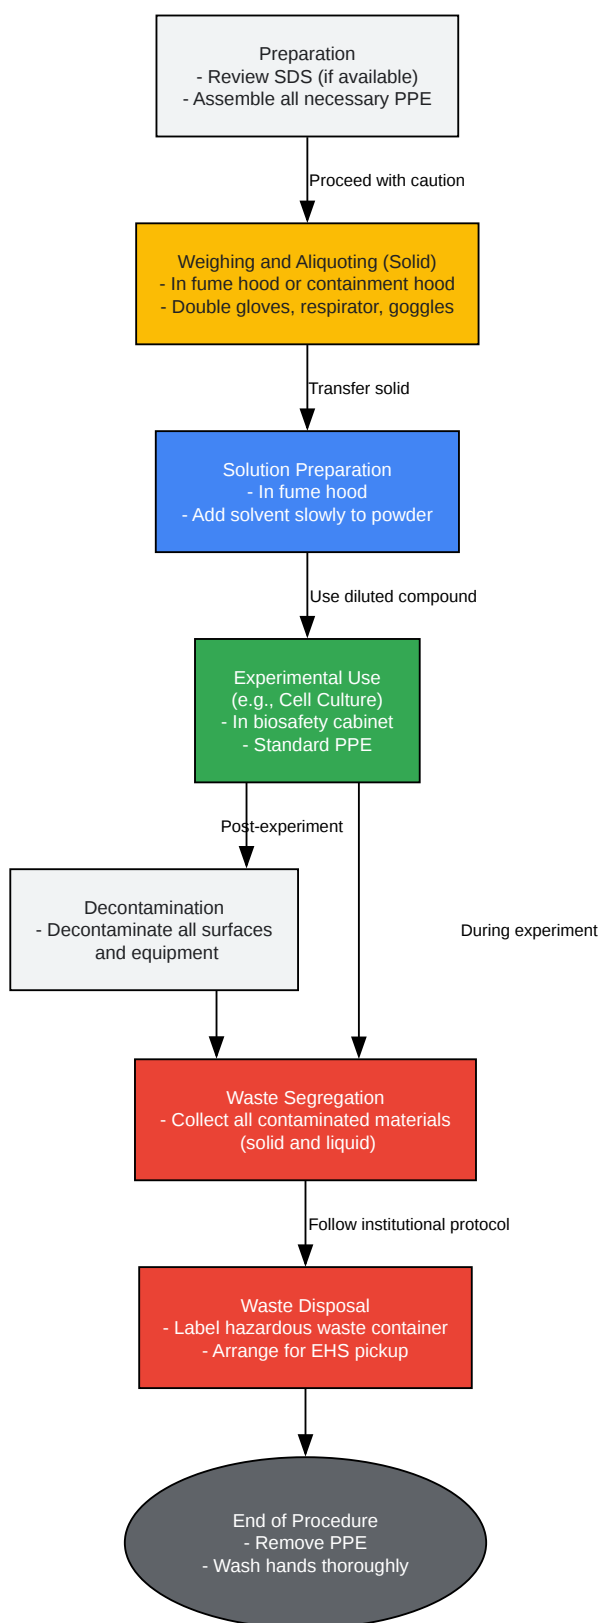 Preparation
- Review SDS (if available)
- Assemble all necessary PPE
Proceed with caution
Weighing and Aliquoting (Solid)
- In fume hood or containment hood
- Double gloves, respirator, goggles
Transfer solid
Solution Preparation
- In fume hood
- Add solvent slowly to powder
Use diluted compound
Experimental Use
(e.g., Cell Culture)
- In biosafety cabinet
- Standard PPE
Post-experiment
Decontamination
- Decontaminate all surfaces
and equipment
During experiment
Waste Segregation
- Collect all contaminated materials
(solid and liquid)
Follow institutional protocol
Waste Disposal
- Label hazardous waste container
- Arrange for EHS pickup
End of Procedure
- Remove PPE
- Wash hands thoroughly